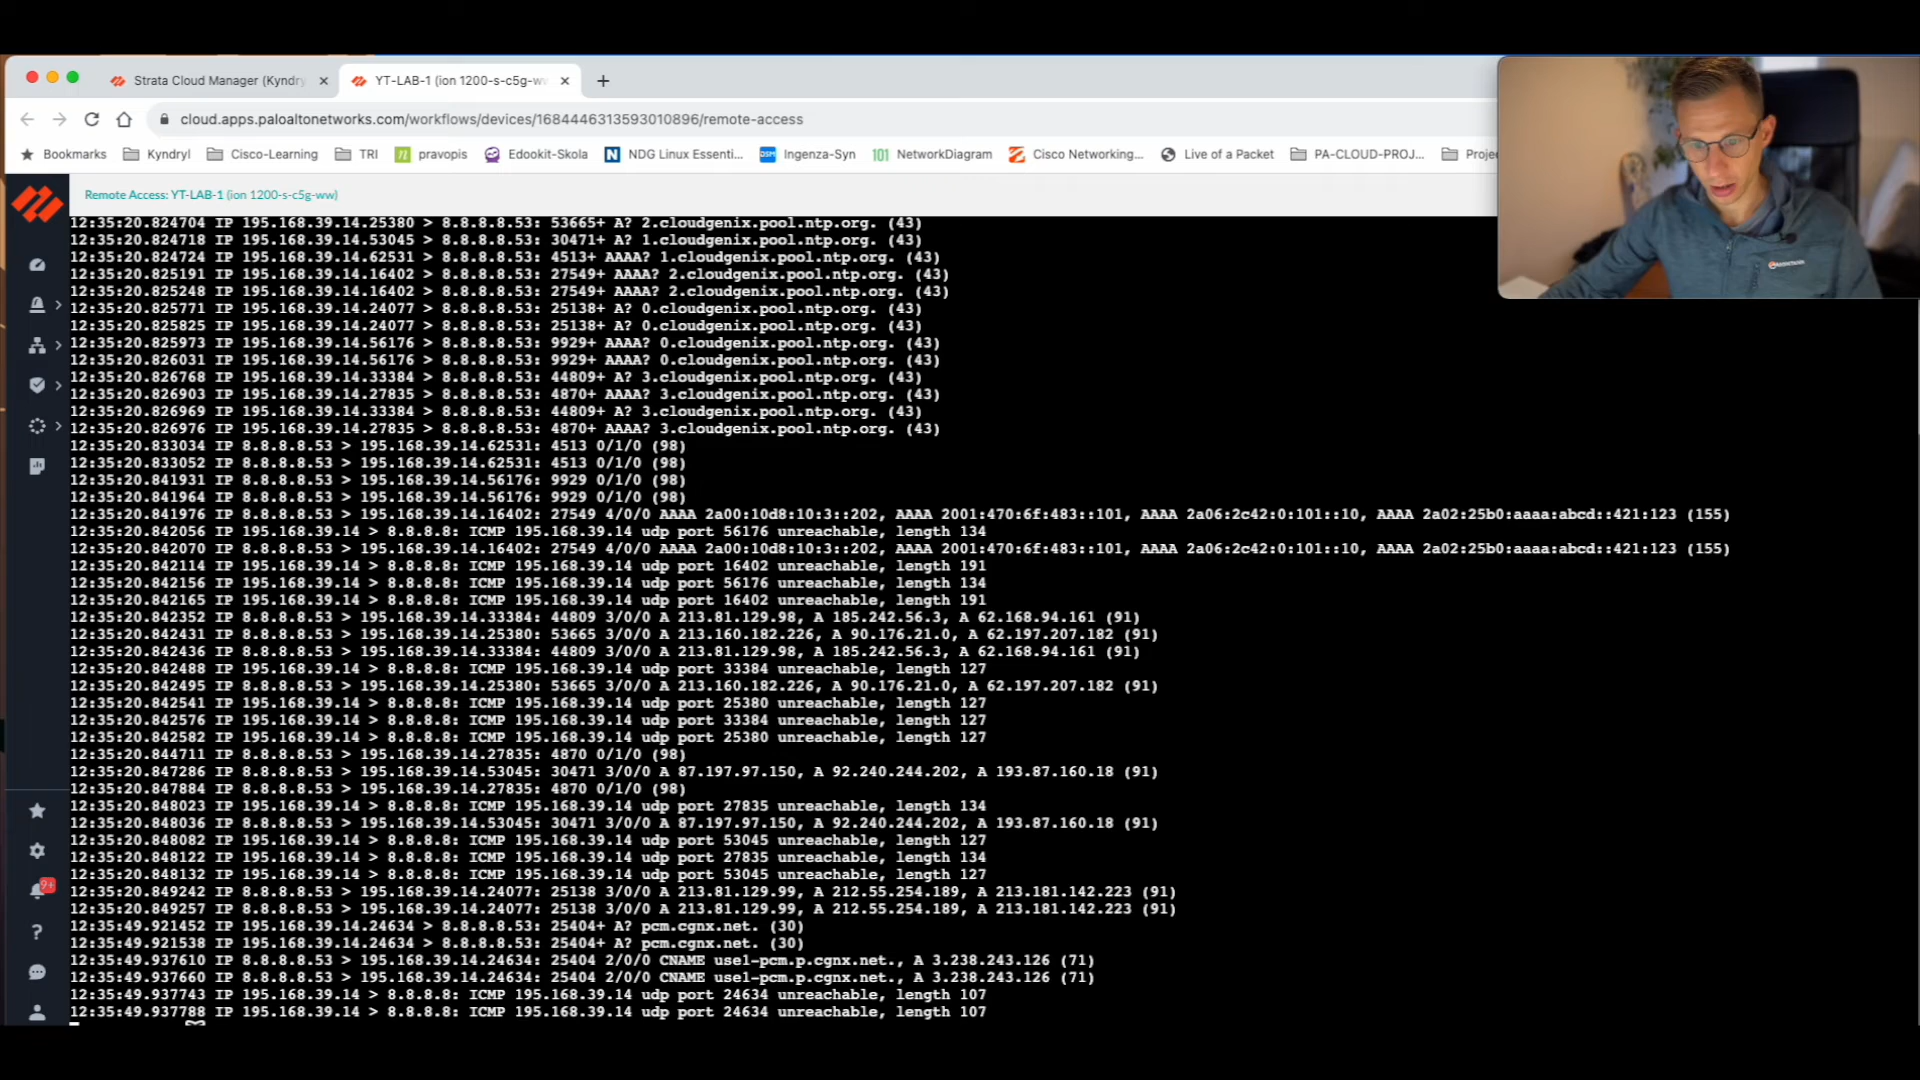 Strata Cloud Manager (Kyndry
YT-LAB-1 (ion 1200-s-c5g-ww
cloud.apps.paloaltonetworks.com/workflows/devices/1684446313593010896/remote-access
Bookmarks Kyndryl Cisco-Learning TRI pravopis Edookit-Skola NDG Linux Essenti... Ingenza-Syn 101 NetworkDiagram Cisco Networking... Live of a Packet PA-CLOUD-PROJ... Proje
Remote Access: YT-LAB-1 (ion 1200-s-c5g-ww)
12:35:20.824704 IP 195.168.39.14.25380 > 8.8.8.8.53: 53665+ A? 2.cloudgenix.pool.ntp.org. (43)
12:35:20.824718 IP 195.168.39.14.53045 > 8.8.8.8.53: 30471+ A? 1.cloudgenix.pool.ntp.org. (43)
12:35:20.824724 IP 195.168.39.14.62531 > 8.8.8.8.53: 4513+ AAAA? 1.cloudgenix.pool.ntp.org. (43)
12:35:20.825191 IP 195.168.39.14.16402 > 8.8.8.8.53: 27549+ AAAA? 2.cloudgenix.pool.ntp.org. (43)
12:35:20.825248 IP 195.168.39.14.16402 > 8.8.8.8.53: 27549+ AAAA? 2.cloudgenix.pool.ntp.org. (43)
12:35:20.825771 IP 195.168.39.14.24077 > 8.8.8.8.53: 25138+ A? 0.cloudgenix.pool.ntp.org. (43)
12:35:20.825825 IP 195.168.39.14.24077 > 8.8.8.8.53: 25138+ A? 0.cloudgenix.pool.ntp.org. (43)
12:35:20.825973 IP 195.168.39.14.56176 > 8.8.8.8.53: 9929+ AAAA? 0.cloudgenix.pool.ntp.org. (43)
12:35:20.826031 IP 195.168.39.14.56176 > 8.8.8.8.53: 9929+ AAAA? 0.cloudgenix.pool.ntp.org. (43)
12:35:20.826768 IP 195.168.39.14.33384 > 8.8.8.8.53: 44809+ A? 3.cloudgenix.pool.ntp.org. (43)
12:35:20.826903 IP 195.168.39.14.27835 > 8.8.8.8.53: 4870+ AAAA? 3.cloudgenix.pool.ntp.org. (43)
12:35:20.826969 IP 195.168.39.14.33384 > 8.8.8.8.53: 44809+ A? 3.cloudgenix.pool.ntp.org. (43)
12:35:20.826976 IP 195.168.39.14.27835 > 8.8.8.8.53: 4870+ AAAA? 3.cloudgenix.pool.ntp.org. (43)
12:35:20.833034 IP 8.8.8.8.53 > 195.168.39.14.62531: 4513 0/1/0 (98)
12:35:20.833052 IP 8.8.8.8.53 > 195.168.39.14.62531: 4513 0/1/0 (98)
12:35:20.841931 IP 8.8.8.8.53 > 195.168.39.14.56176: 9929 0/1/0 (98)
12:35:20.841964 IP 8.8.8.8.53 > 195.168.39.14.56176: 9929 0/1/0 (98)
12:35:20.841976 IP 8.8.8.8.53 > 195.168.39.14.16402: 27549 4/0/0 AAAA 2a00:10d8:10:3::202, AAAA 2001:470:6f:483::101, AAAA 2a06:2c42:0:101::10, AAAA 2a02:25b0:aaaa:abcd::421:123 (155)
12:35:20.842056 IP 195.168.39.14 > 8.8.8.8: ICMP 195.168.39.14 udp port 56176 unreachable, length 134
12:35:20.842070 IP 8.8.8.8.53 > 195.168.39.14.16402: 27549 4/0/0 AAAA 2a00:10d8:10:3::202, AAAA 2001:470:6f:483::101, AAAA 2a06:2c42:0:101::10, AAAA 2a02:25b0:aaaa:abcd::421:123 (155)
12:35:20.842114 IP 195.168.39.14 > 8.8.8.8: ICMP 195.168.39.14 udp port 16402 unreachable, length 191
12:35:20.842156 IP 195.168.39.14 > 8.8.8.8: ICMP 195.168.39.14 udp port 56176 unreachable, length 134
12:35:20.842165 IP 195.168.39.14 > 8.8.8.8: ICMP 195.168.39.14 udp port 16402 unreachable, length 191
12:35:20.842352 IP 8.8.8.8.53 > 195.168.39.14.33384: 44809 3/0/0 A 213.81.129.98, A 185.242.56.3, A 62.168.94.161 (91)
12:35:20.842431 IP 8.8.8.8.53 > 195.168.39.14.25380: 53665 3/0/0 A 213.160.182.226, A 90.176.21.0, A 62.197.207.182 (91)
12:35:20.842436 IP 8.8.8.8.53 > 195.168.39.14.33384: 44809 3/0/0 A 213.81.129.98, A 185.242.56.3, A 62.168.94.161 (91)
12:35:20.842488 IP 195.168.39.14 > 8.8.8.8: ICMP 195.168.39.14 udp port 33384 unreachable, length 127
12:35:20.842495 IP 8.8.8.8.53 > 195.168.39.14.25380: 53665 3/0/0 A 213.160.182.226, A 90.176.21.0, A 62.197.207.182 (91)
12:35:20.842541 IP 195.168.39.14 > 8.8.8.8: ICMP 195.168.39.14 udp port 25380 unreachable, length 127
12:35:20.842576 IP 195.168.39.14 > 8.8.8.8: ICMP 195.168.39.14 udp port 33384 unreachable, length 127
12:35:20.842582 IP 195.168.39.14 > 8.8.8.8: ICMP 195.168.39.14 udp port 25380 unreachable, length 127
12:35:20.844711 IP 8.8.8.8.53 > 195.168.39.14.27835: 4870 0/1/0 (98)
12:35:20.847286 IP 8.8.8.8.53 > 195.168.39.14.53045: 30471 3/0/0 A 87.197.97.150, A 92.240.244.202, A 193.87.160.18 (91)
12:35:20.847884 IP 8.8.8.8.53 > 195.168.39.14.27835: 4870 0/1/0 (98)
12:35:20.848023 IP 195.168.39.14 > 8.8.8.8: ICMP 195.168.39.14 udp port 27835 unreachable, length 134
12:35:20.848036 IP 8.8.8.8.53 > 195.168.39.14.53045: 30471 3/0/0 A 87.197.97.150, A 92.240.244.202, A 193.87.160.18 (91)
12:35:20.848082 IP 195.168.39.14 > 8.8.8.8: ICMP 195.168.39.14 udp port 53045 unreachable, length 127
12:35:20.848122 IP 195.168.39.14 > 8.8.8.8: ICMP 195.168.39.14 udp port 27835 unreachable, length 134
12:35:20.848132 IP 195.168.39.14 > 8.8.8.8: ICMP 195.168.39.14 udp port 53045 unreachable, length 127
12:35:20.849242 IP 8.8.8.8.53 > 195.168.39.14.24077: 25138 3/0/0 A 213.81.129.99, A 212.55.254.189, A 213.181.142.223 (91)
12:35:20.849257 IP 8.8.8.8.53 > 195.168.39.14.24077: 25138 3/0/0 A 213.81.129.99, A 212.55.254.189, A 213.181.142.223 (91)
12:35:49.921452 IP 195.168.39.14.24634 > 8.8.8.8.53: 25404+ A? pcm.cgnx.net. (30)
12:35:49.921538 IP 195.168.39.14.24634 > 8.8.8.8.53: 25404+ A? pcm.cgnx.net. (30)
12:35:49.937610 IP 8.8.8.8.53 > 195.168.39.14.24634: 25404 2/0/0 CNAME use1-pcm.p.cgnx.net., A 3.238.243.126 (71)
12:35:49.937660 IP 8.8.8.8.53 > 195.168.39.14.24634: 25404 2/0/0 CNAME use1-pcm.p.cgnx.net., A 3.238.243.126 (71)
12:35:49.937743 IP 195.168.39.14 > 8.8.8.8: ICMP 195.168.39.14 udp port 24634 unreachable, length 107
12:35:49.937788 IP 195.168.39.14 > 8.8.8.8: ICMP 195.168.39.14 udp port 24634 unreachable, length 107
9+